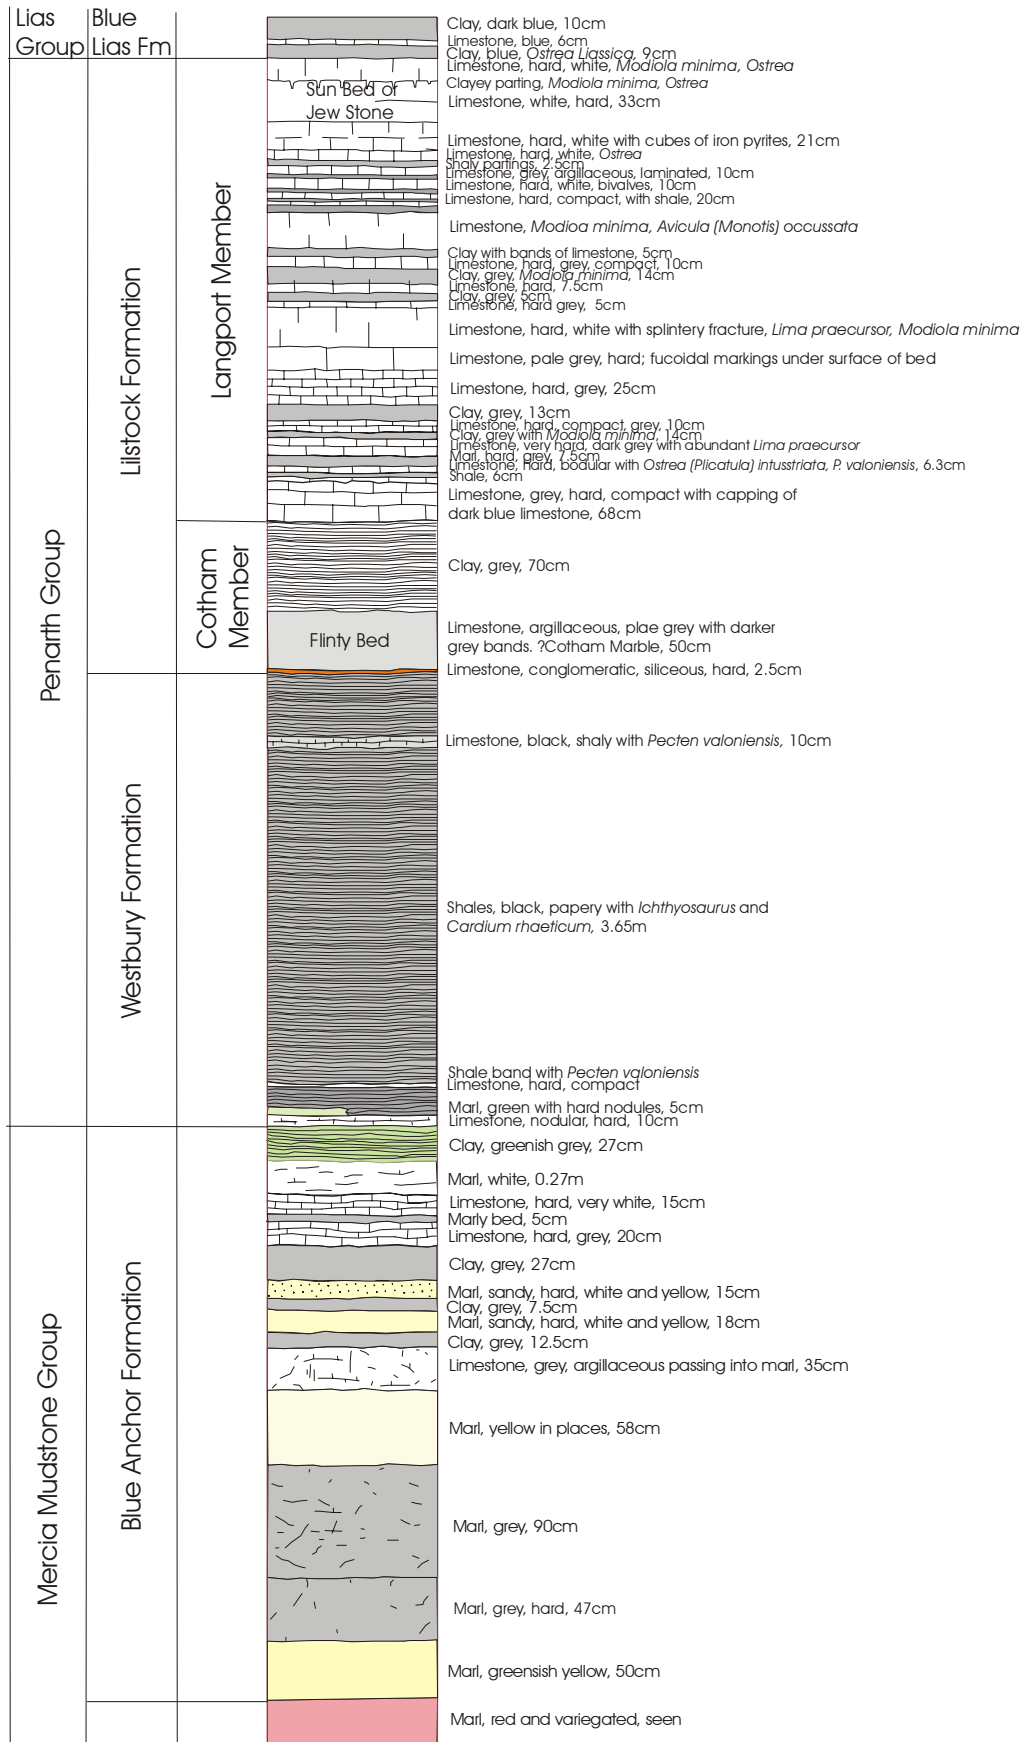 Lias Group
Blue Lias Fm
Penarth Group
Mercia Mudstone Group
Lilstock Formation
Westbury Formation
Blue Anchor Formation
Langport Member
Cotham Member
Sun Bed or
Jew Stone
Flinty Bed
Clay, dark blue, 10cm
Limestone, blue, 6cm
Clay, blue, Ostrea Liassica, 9cm
Limestone, hard, white, Modiola minima, Ostrea
Clayey parting, Modiola minima, Ostrea
Limestone, white, hard, 33cm
Limestone, hard, white with cubes of iron pyrites, 21cm
Limestone, hard, white, Ostrea
Shaly partings, 2.5cm
Limestone, grey, argillaceous, laminated, 10cm
Limestone, hard, white, bivalves, 10cm
Limestone, hard, compact, with shale, 20cm
Limestone, Modioa minima, Avicula (Monotis) occussata
Clay with bands of limestone, 5cm
Limestone, hard, grey, compact, 10cm
Clay, grey, Modiola minima, 14cm
Limestone, hard, 7.5cm
Clay, grey, 5cm
Limestone, hard grey, 5cm
Limestone, hard, white with splintery fracture, Lima praecursor, Modiola minima
Limestone, pale grey, hard; fucoidal markings under surface of bed
Limestone, hard, grey, 25cm
Clay, grey, 13cm
Limestone, hard, compact, grey, 10cm
Clay, grey with Modiola minima, 14cm
Limestone, very hard, dark grey with abundant Lima praecursor
Marl, hard, grey, 7.5cm
Limestone, hard, bodular with Ostrea (Plicatula) intusstriata, P. valoniensis, 6.3cm
Shale, 6cm
Limestone, grey, hard, compact with capping of
dark blue limestone, 68cm
Clay, grey, 70cm
Limestone, argillaceous, plae grey with darker
grey bands. ?Cotham Marble, 50cm
Limestone, conglomeratic, siliceous, hard, 2.5cm
Limestone, black, shaly with Pecten valoniensis, 10cm
Shales, black, papery with Ichthyosaurus and
Cardium rhaeticum, 3.65m
Shale band with Pecten valoniensis
Limestone, hard, compact
Marl, green with hard nodules, 5cm
Limestone, nodular, hard, 10cm
Clay, greenish grey, 27cm
Marl, white, 0.27m
Limestone, hard, very white, 15cm
Marly bed, 5cm
Limestone, hard, grey, 20cm
Clay, grey, 27cm
Marl, sandy, hard, white and yellow, 15cm
Clay, grey, 7.5cm
Marl, sandy, hard, white and yellow, 18cm
Clay, grey, 12.5cm
Limestone, grey, argillaceous passing into marl, 35cm
Marl, yellow in places, 58cm
Marl, grey, 90cm
Marl, grey, hard, 47cm
Marl, greensish yellow, 50cm
Marl, red and variegated, seen